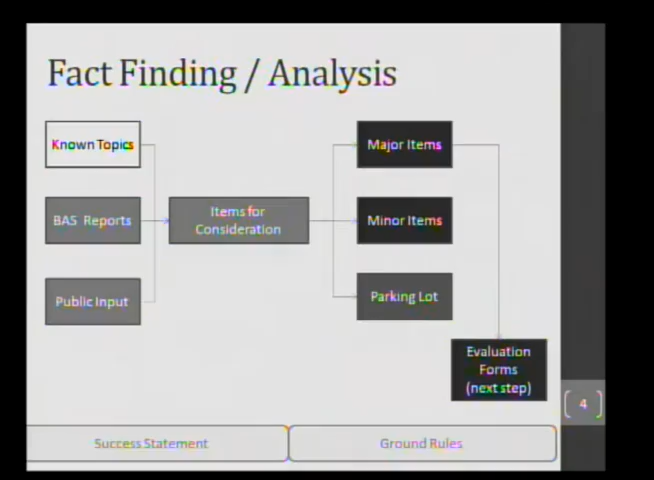 Fact Finding / Analysis
Known Topics
Major Items
BAS Reports
Items for
Consideration
Minor Items
Public Input
Parking Lot
Evaluation
Forms
(next step)
4
Success Statement
Ground Rules